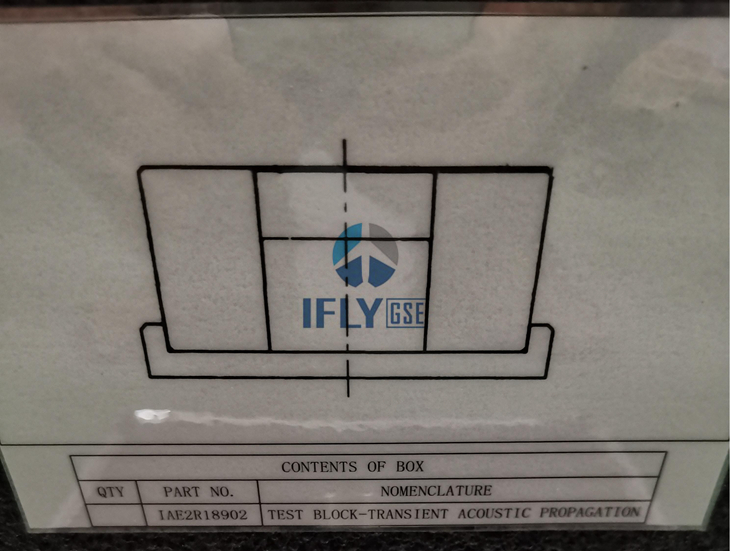 IFLY GSE
CONTENTS OF BOX
QTY PART NO. NOMENCLATURE
IAE2R18902 TEST BLOCK-TRANSIENT ACOUSTIC PROPAGATION